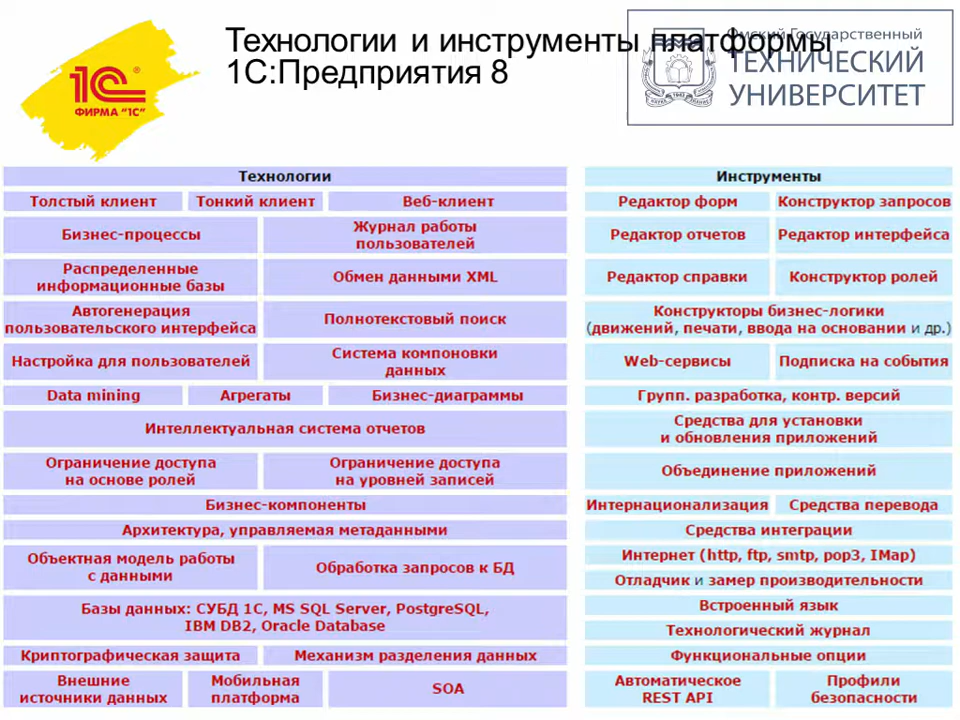 Технологии и инструменты платформы
1С:Предприятия 8
1С®
ФИРМА "1С"
Омский Государственный
ТЕХНИЧЕСКИЙ
УНИВЕРСИТЕТ
Технологии
Толстый клиент Тонкий клиент Веб-клиент
Бизнес-процессы
Журнал работы
пользователей
Распределенные
информационные базы
Обмен данными XML
Автогенерация
пользовательского интерфейса
Полнотекстовый поиск
Настройка для пользователей
Система компоновки
данных
Data mining Агрегаты Бизнес-диаграммы
Интеллектуальная система отчетов
Ограничение доступа
на основе ролей
Ограничение доступа
на уровней записей
Бизнес-компоненты
Архитектура, управляемая метаданными
Объектная модель работы
с данными
Обработка запросов к БД
Базы данных: СУБД 1С, MS SQL Server, PostgreSQL,
IBM DB2, Oracle Database
Криптографическая защита Механизм разделения данных
Внешние
источники данных
Мобильная
платформа
SOA
Инструменты
Редактор форм Конструктор запросов
Редактор отчетов Редактор интерфейса
Редактор справки Конструктор ролей
Конструкторы бизнес-логики
(движений, печати, ввода на основании и др.)
Web-сервисы Подписка на события
Групп. разработка, контр. версий
Средства для установки
и обновления приложений
Объединение приложений
Интернационализация Средства перевода
Средства интеграции
Интернет (http, ftp, smtp, pop3, IMap)
Отладчик и замер производительности
Встроенный язык
Технологический журнал
Функциональные опции
Автоматическое
REST API
Профили
безопасности